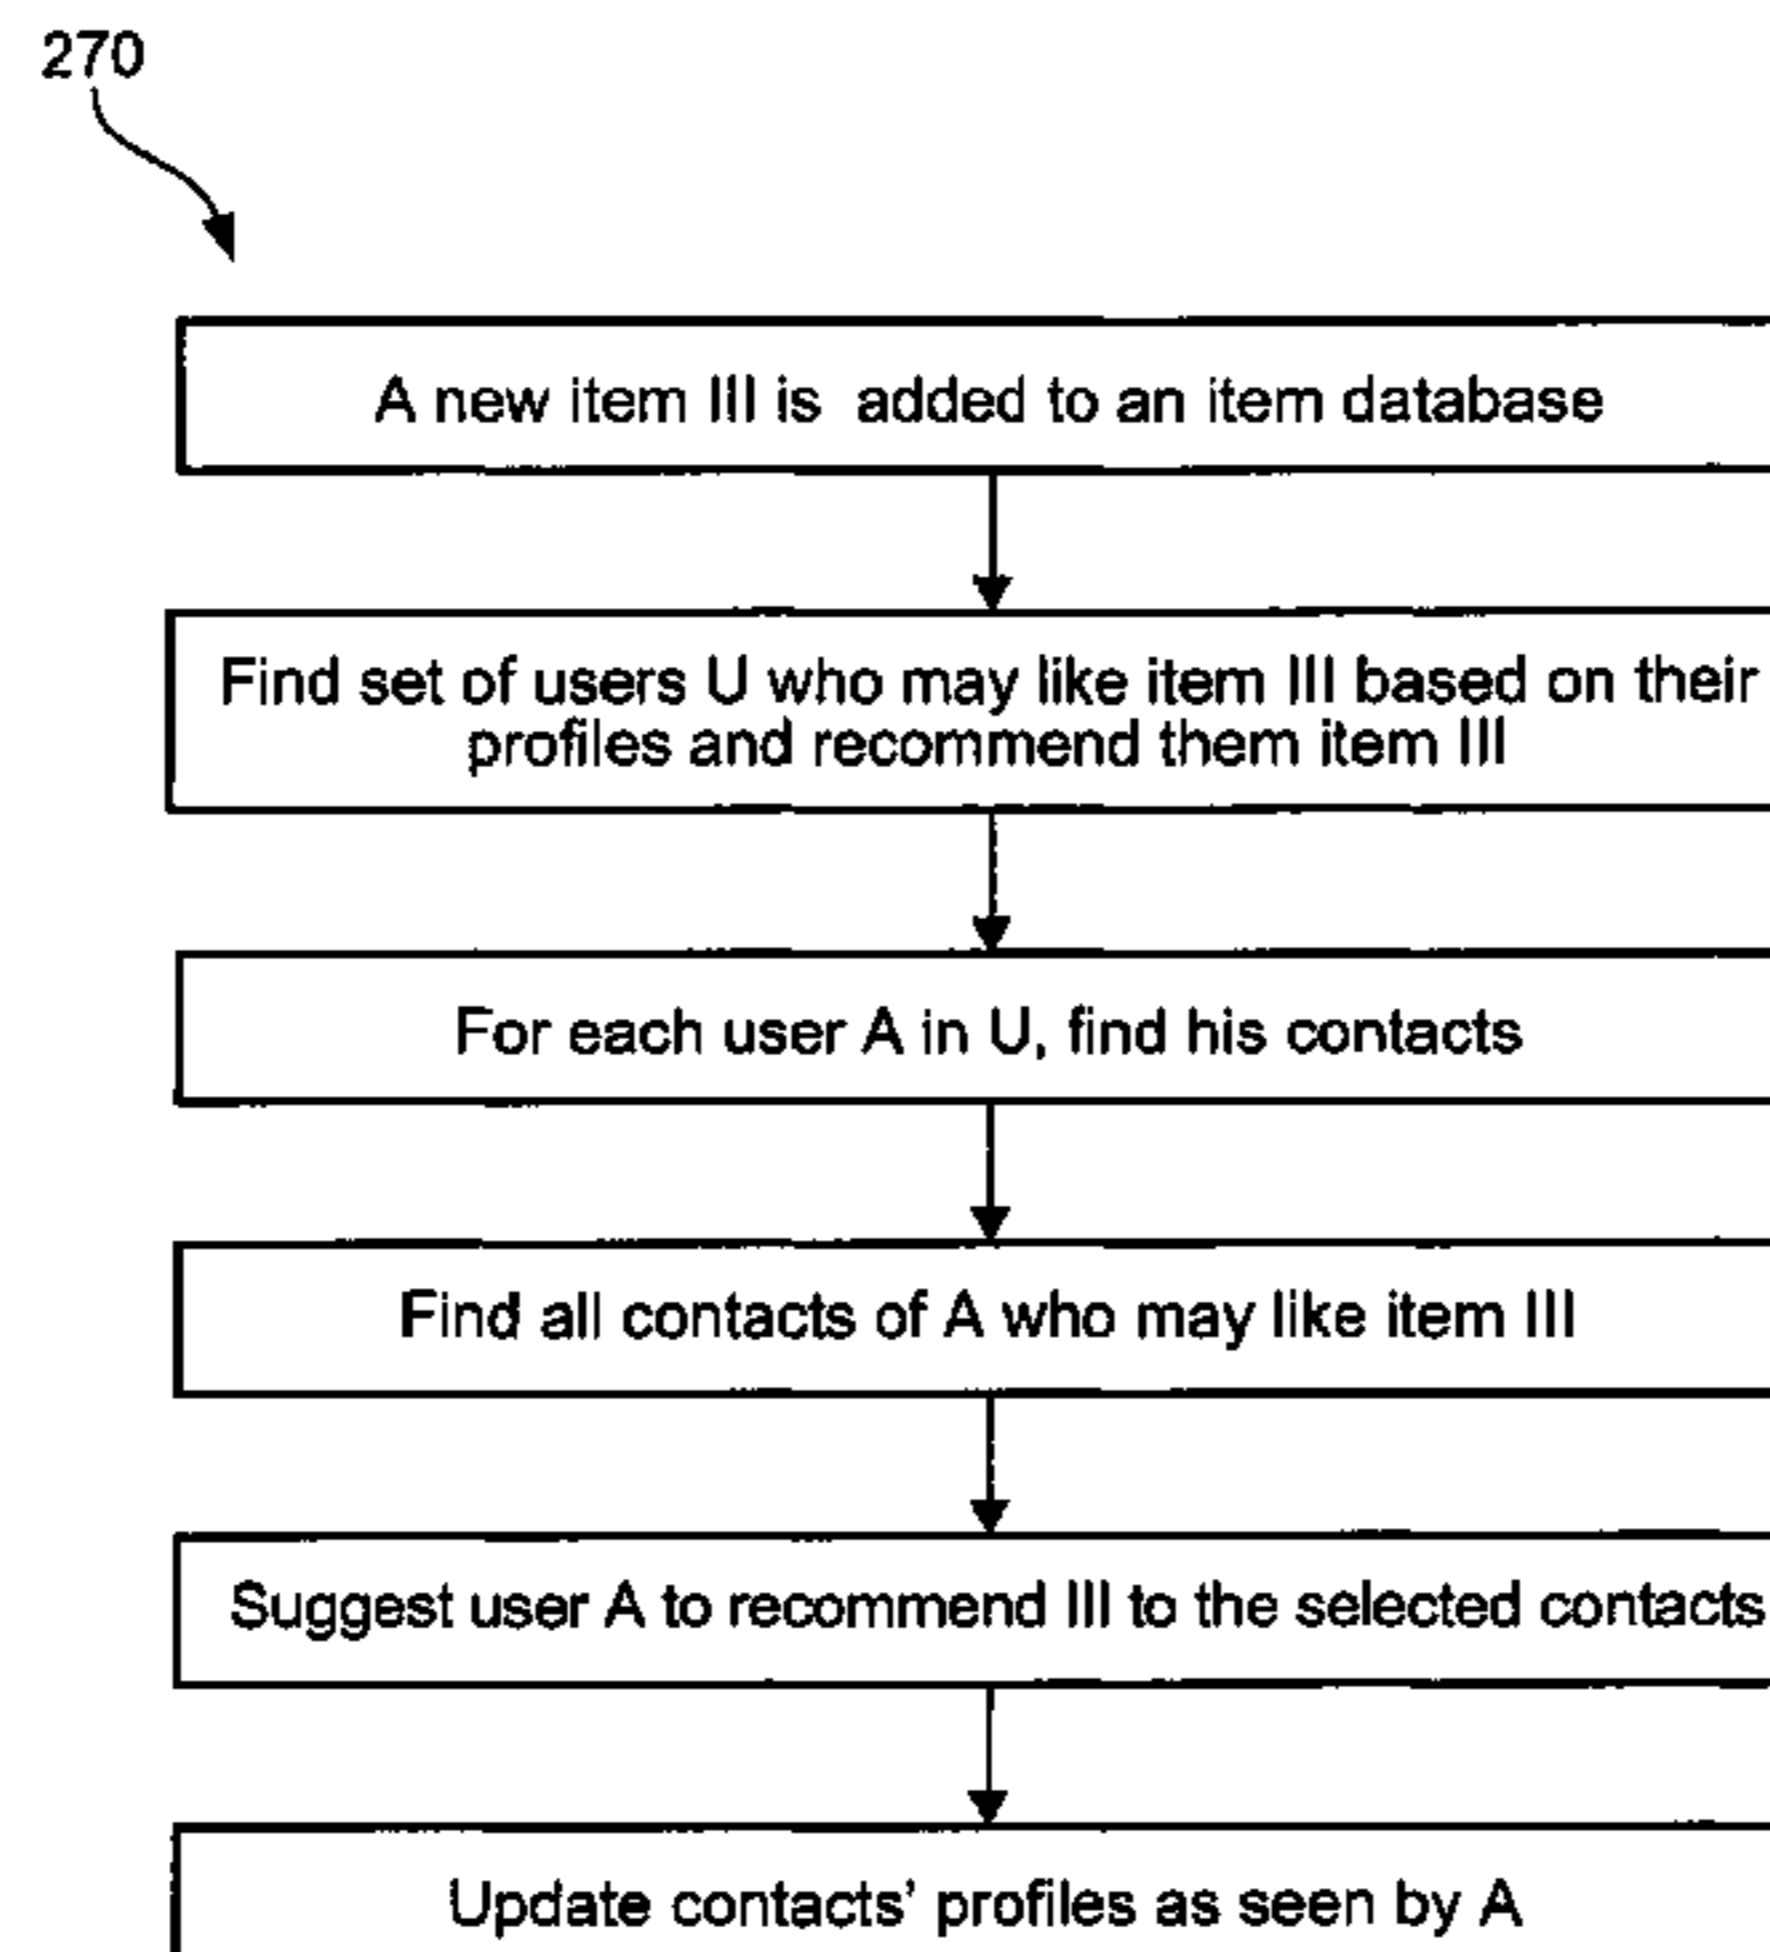 270
A new item III is added to an item database
Find set of users U who may like item III based on their
profiles and recommend them item III
For each user A in U, find his contacts
Find all contacts of A who may like item III
Suggest user A to recommend III to the selected contacts
Update contacts' profiles as seen by A